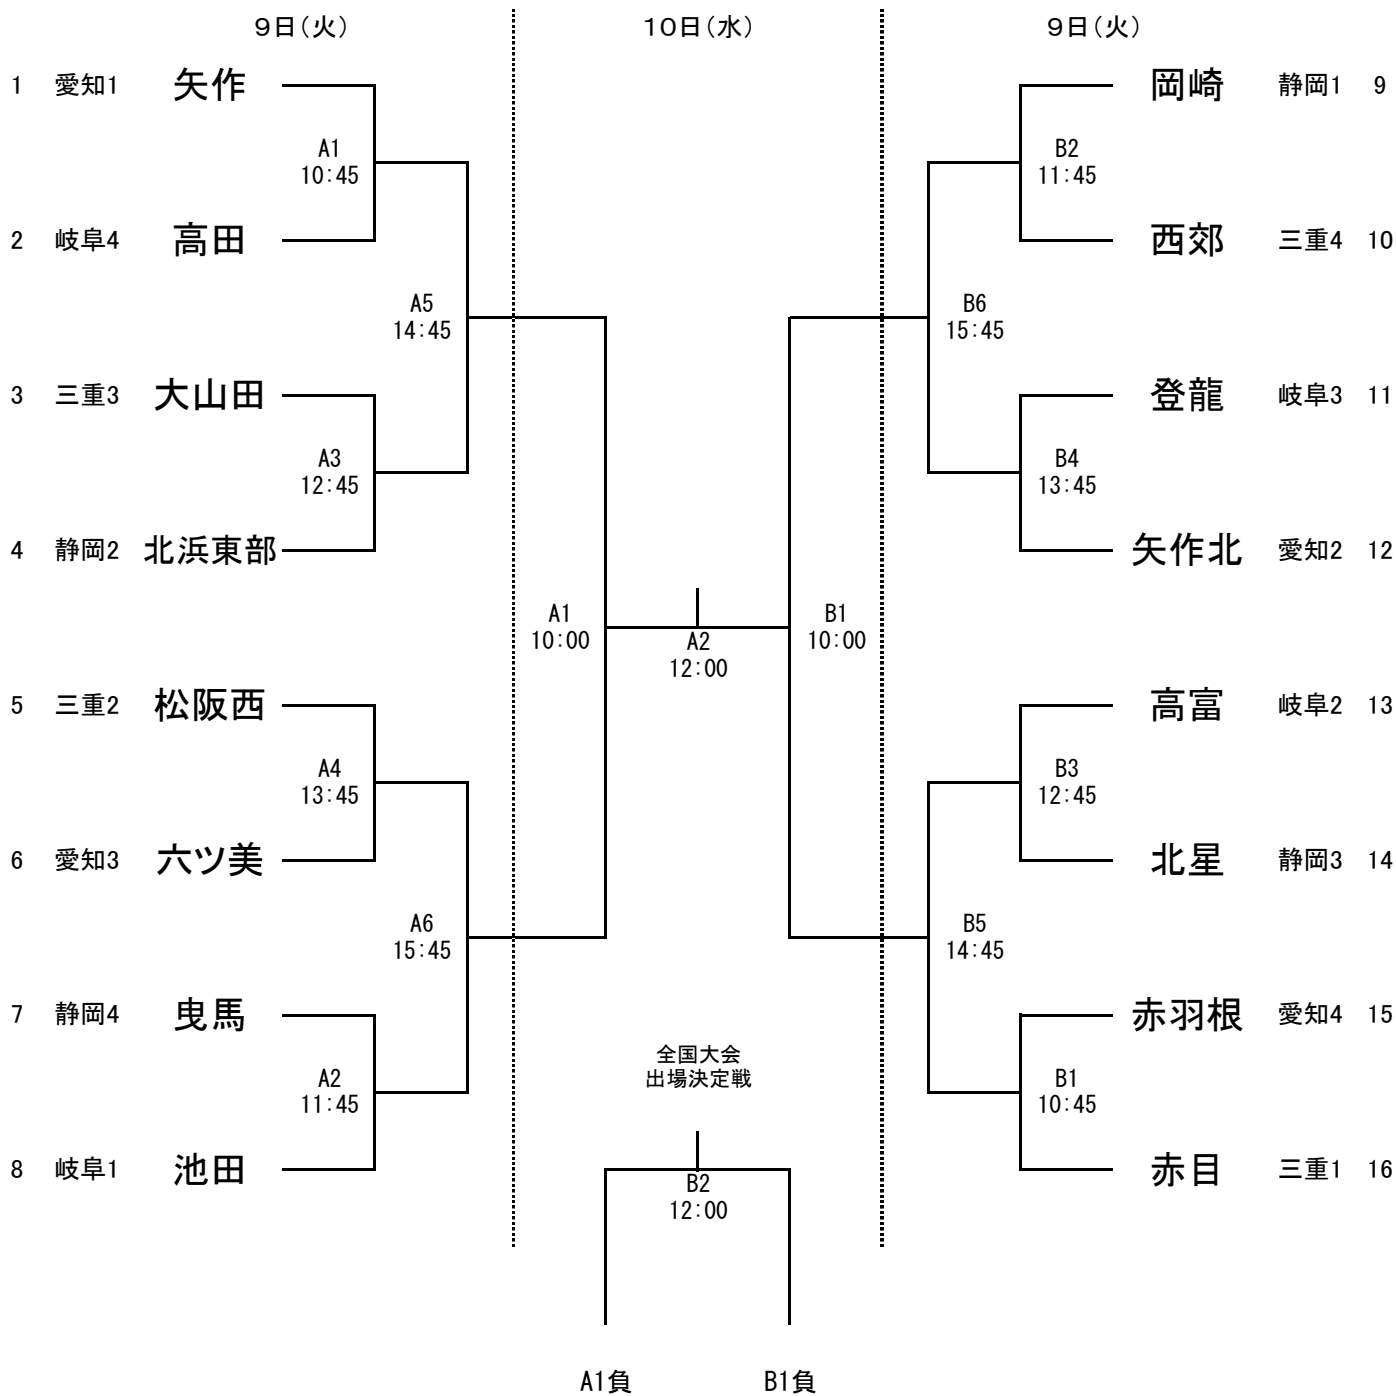 9日(火)
10日(水)
9日(火)
1 愛知1 矢作
岡崎 静岡1 9
A1
10:45
B2
11:45
2 岐阜4 高田
西郊 三重4 10
A5
14:45
B6
15:45
3 三重3 大山田
登龍 岐阜3 11
A3
12:45
B4
13:45
4 静岡2 北浜東部
矢作北 愛知2 12
A1
10:00
A2
12:00
B1
10:00
5 三重2 松阪西
高富 岐阜2 13
A4
13:45
B3
12:45
6 愛知3 六ツ美
北星 静岡3 14
A6
15:45
B5
14:45
7 静岡4 曳馬
赤羽根 愛知4 15
全国大会
出場決定戦
A2
11:45
B1
10:45
8 岐阜1 池田
赤目 三重1 16
B2
12:00
A1負
B1負